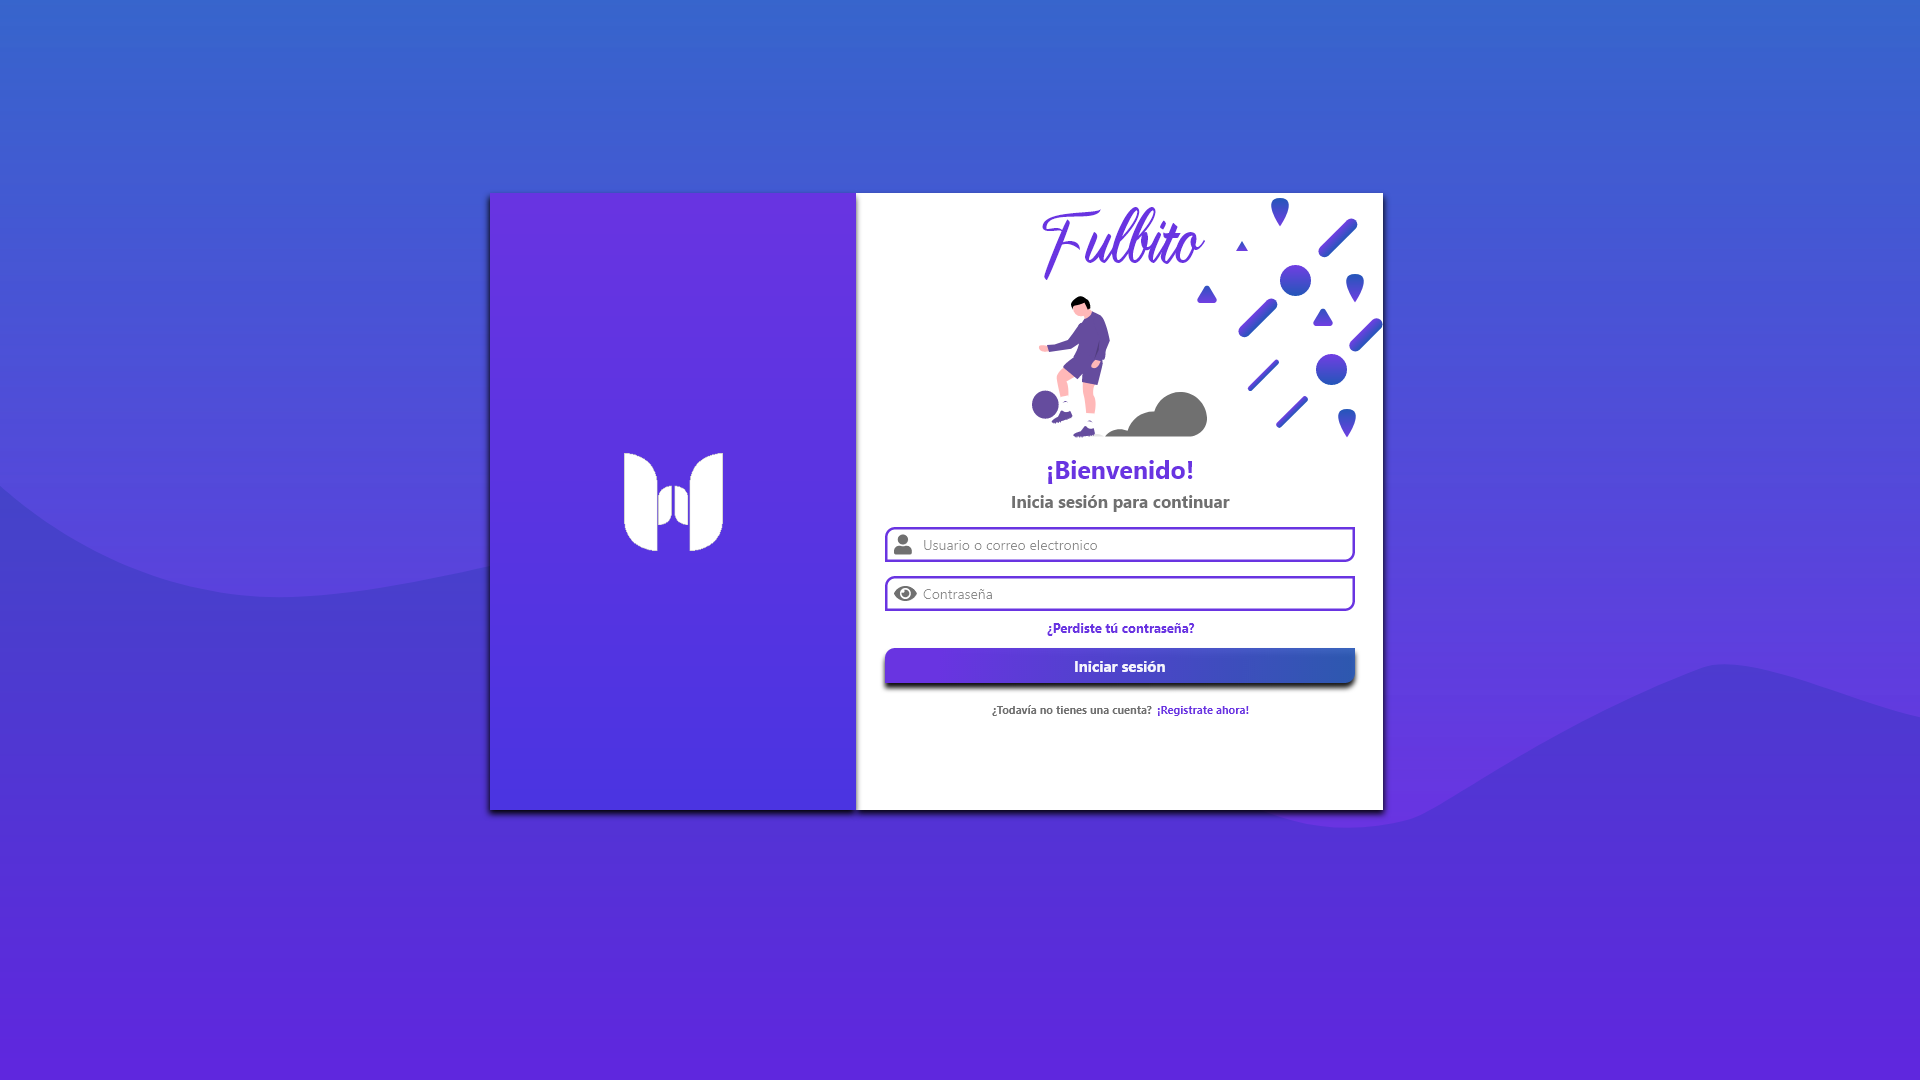 Fulbito
¡Bienvenido!
Inicia sesión para continuar
Usuario o correo electronico
Contraseña
¿Perdiste tú contraseña?
Iniciar sesión
¿Todavía no tienes una cuenta? ¡Registrate ahora!